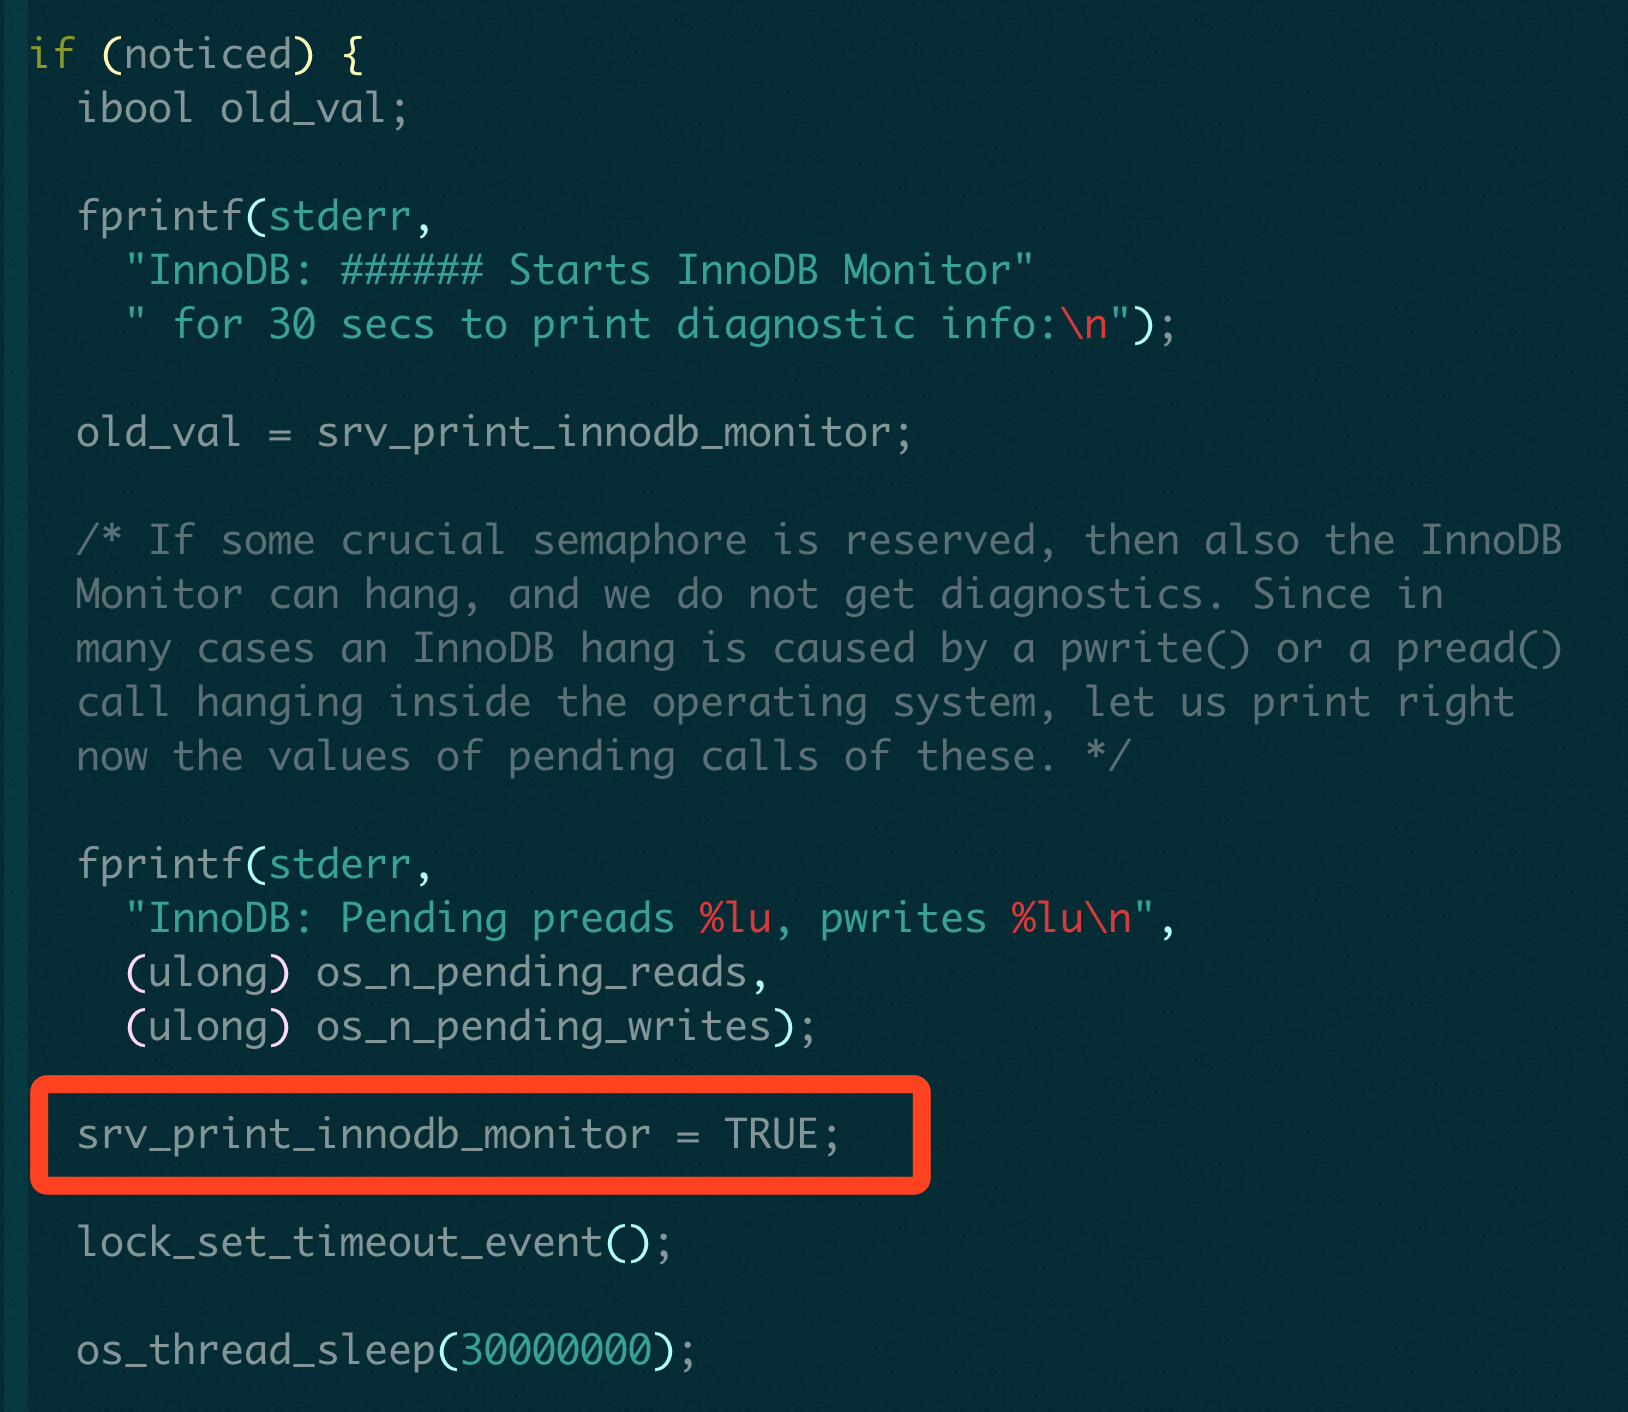 if (noticed) {
ibool old_val;
fprintf(stderr,
"InnoDB: ###### Starts InnoDB Monitor"
" for 30 secs to print diagnostic info:\n");
old_val = srv_print_innodb_monitor;
/* If some crucial semaphore is reserved, then also the InnoDB
Monitor can hang, and we do not get diagnostics. Since in
many cases an InnoDB hang is caused by a pwrite() or a pread()
call hanging inside the operating system, let us print right
now the values of pending calls of these. */
fprintf(stderr,
"InnoDB: Pending preads %lu, pwrites %lu\n",
(ulong) os_n_pending_reads,
(ulong) os_n_pending_writes);
srv_print_innodb_monitor = TRUE;
lock_set_timeout_event();
os_thread_sleep(30000000);